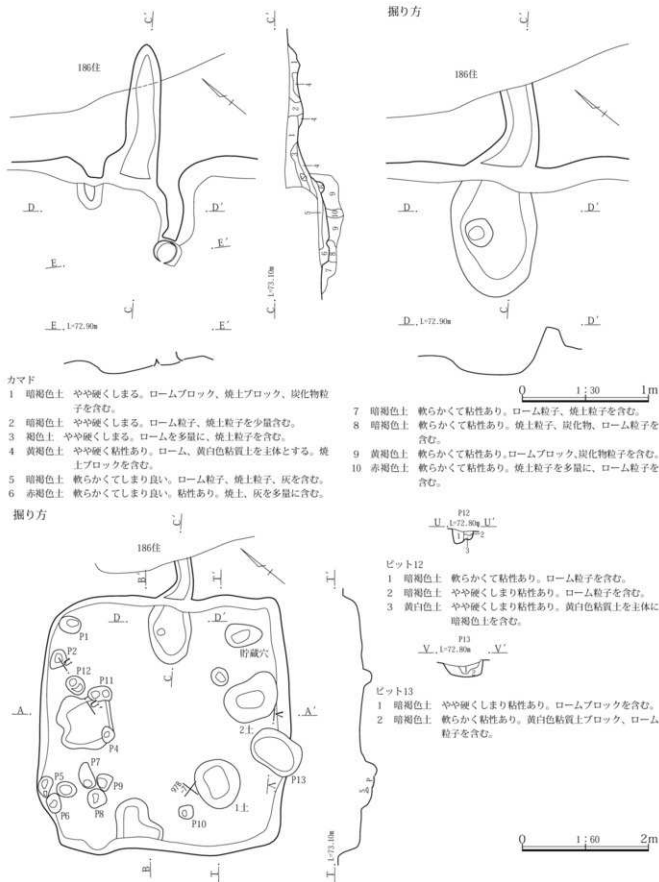 掘り方
C′
C′
C′
186住
186住
D
D′
D
D′
E′
E
C
C L=73.10m
C
E L=72.90m E′
D L=72.90m D′
カマド
1 暗褐色土 やや硬くしまる。ロームブロック、焼土ブロック、炭化物粒
子を含む。
2 暗褐色土 やや硬くしまる。ローム粒子、焼土粒子を少量含む。
3 褐色土 やや硬くしまる。ロームを多量に、焼土粒子を含む。
4 黄褐色土 やや硬く粘性あり。ローム、黄白色粘質土を主体とする。焼
土ブロックを含む。
5 暗褐色土 軟らかくてしまり良い。ローム粒子、焼土粒子、灰を含む。
6 赤褐色土 軟らかくてしまり良い。粘性あり。焼土、灰を多量に含む。
0 1:30 1m
7 暗褐色土 軟らかくて粘性あり。ローム粒子、焼土粒子を含む。
8 暗褐色土 軟らかくて粘性あり。焼土粒子、炭化物、ローム粒子を
含む。
9 黄褐色土 軟らかくて粘性あり。ロームブロック、炭化物粒子を含む。
10 赤褐色土 軟らかくて粘性あり。焼土粒子を多量に、ローム粒子を
含む。
掘り方
C′
186住
B′
T′
T′
D
D′
P1
P2
P12
P11
貯蔵穴
C
A
A′
P4
2土
P7
P5
P9
P6
P8
P13
1土
P10
B
T
T L=73.10m
P12
U L=72.80m U′
1
2
3
ピット12
1 暗褐色土 軟らかくて粘性あり。ローム粒子を含む。
2 暗褐色土 やや硬くしまり粘性あり。ローム粒子を含む。
3 黄白色土 やや硬くしまり粘性あり。黄白色粘質土を主体に
暗褐色土を含む。
P13
V L=72.80m V′
ピット13
1 暗褐色土 やや硬くしまり粘性あり。ロームブロックを含む。
2 暗褐色土 軟らかく粘性あり。黄白色粘質土ブロック、ローム
粒子を含む。
0 1:60 2m